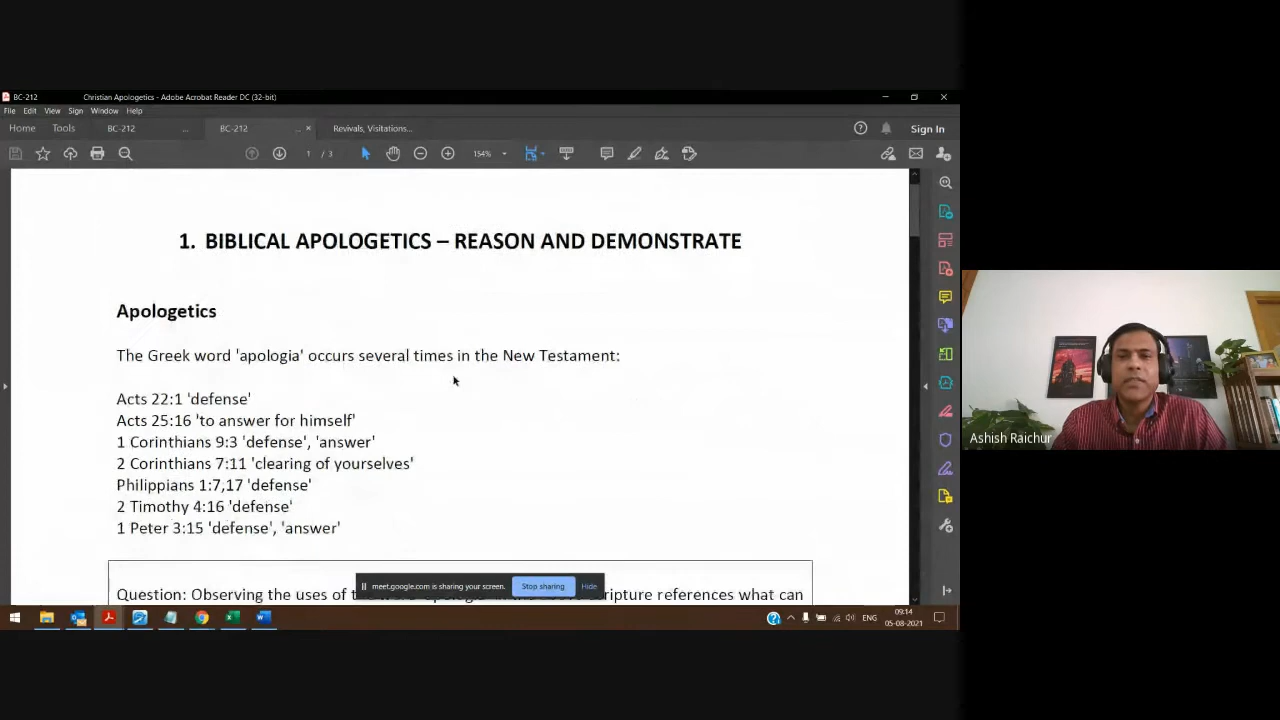 BC-212 Christian Apologetics - Adobe Acrobat Reader DC (32-bit)
File Edit View Sign Window Help
Home Tools BC-212 ... BC-212 ... × Revivals, Visitations... Sign In
1 / 3 154%
1. BIBLICAL APOLOGETICS – REASON AND DEMONSTRATE
Apologetics
The Greek word 'apologia' occurs several times in the New Testament:
Acts 22:1 'defense'
Acts 25:16 'to answer for himself'
1 Corinthians 9:3 'defense', 'answer'
2 Corinthians 7:11 'clearing of yourselves'
Philippians 1:7,17 'defense'
2 Timothy 4:16 'defense'
1 Peter 3:15 'defense', 'answer'
Question: Observing the uses of scripture references what can
meet.google.com is sharing your screen. Stop sharing Hide
ENG 09:14
05-08-2021
Ashish Raichur